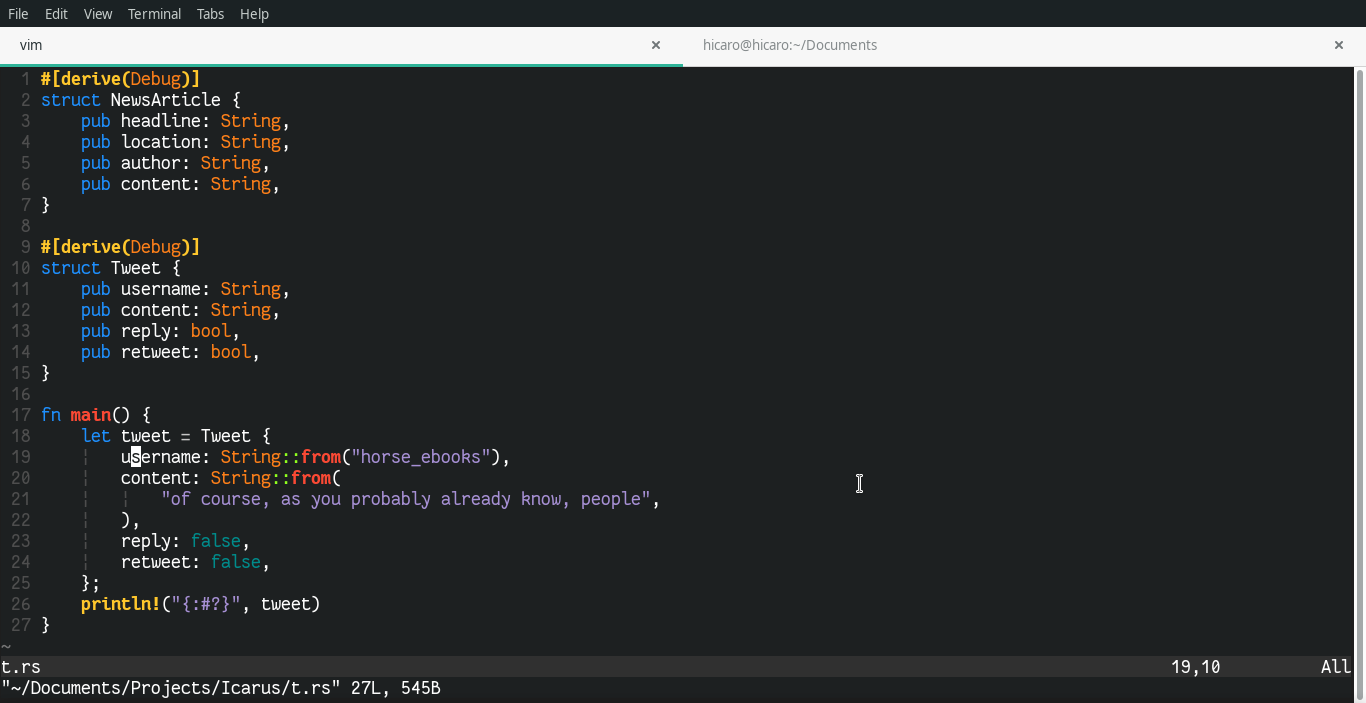 File Edit View Terminal Tabs Help
vim × hicaro@hicaro:~/Documents ×
1 #[derive(Debug)]
2 struct NewsArticle {
3     pub headline: String,
4     pub location: String,
5     pub author: String,
6     pub content: String,
7 }
8
9 #[derive(Debug)]
10 struct Tweet {
11     pub username: String,
12     pub content: String,
13     pub reply: bool,
14     pub retweet: bool,
15 }
16
17 fn main() {
18     let tweet = Tweet {
19     ¦   username: String::from("horse_ebooks"),
20     ¦   content: String::from(
21     ¦   ¦   "of course, as you probably already know, people",
22     ¦   ),
23     ¦   reply: false,
24     ¦   retweet: false,
25     };
26     println!("{:#?}", tweet)
27 }
~
t.rs 19,10 All
"~/Documents/Projects/Icarus/t.rs" 27L, 545B